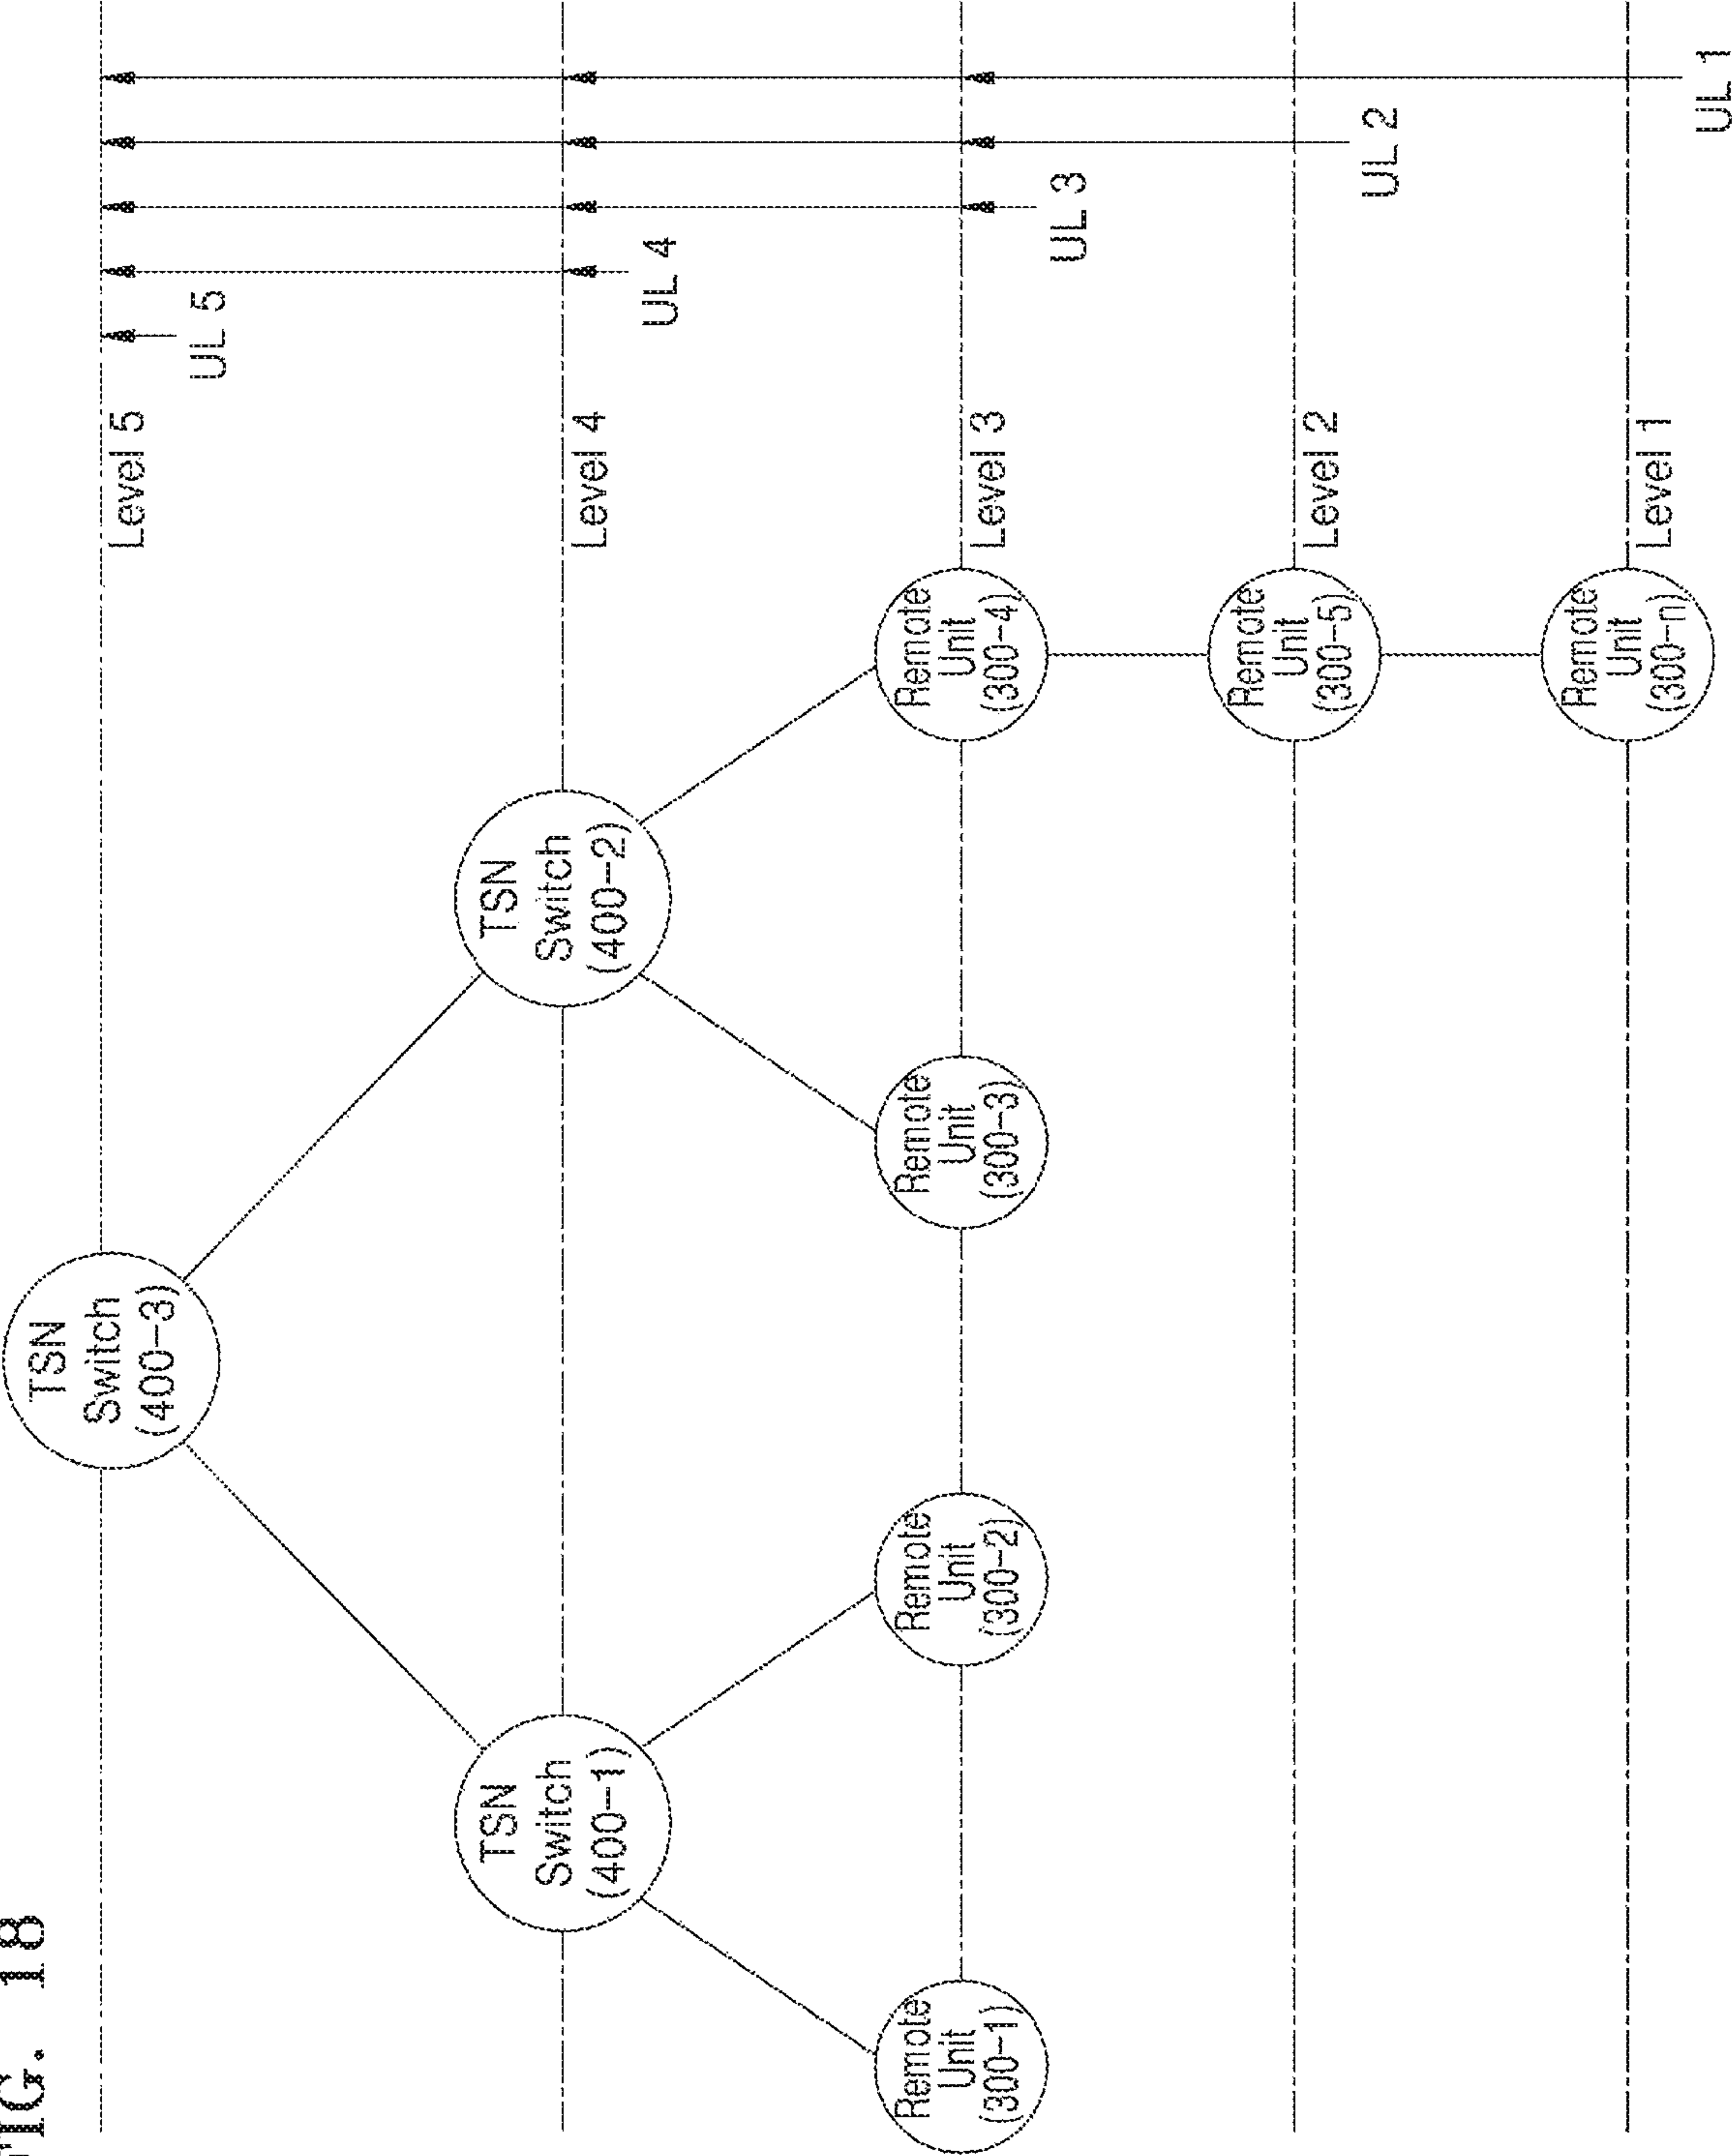 FIG. 18
TSN
Switch
(400-3)
Level 5
UL 5
TSN
Switch
(400-1)
TSN
Switch
(400-2)
Level 4
UL 4
Remote
Unit
(300-1)
Remote
Unit
(300-2)
Remote
Unit
(300-3)
Remote
Unit
(300-4)
Level 3
UL 3
Remote
Unit
(300-5)
Level 2
UL 2
Remote
Unit
(300-n)
Level 1
UL 1